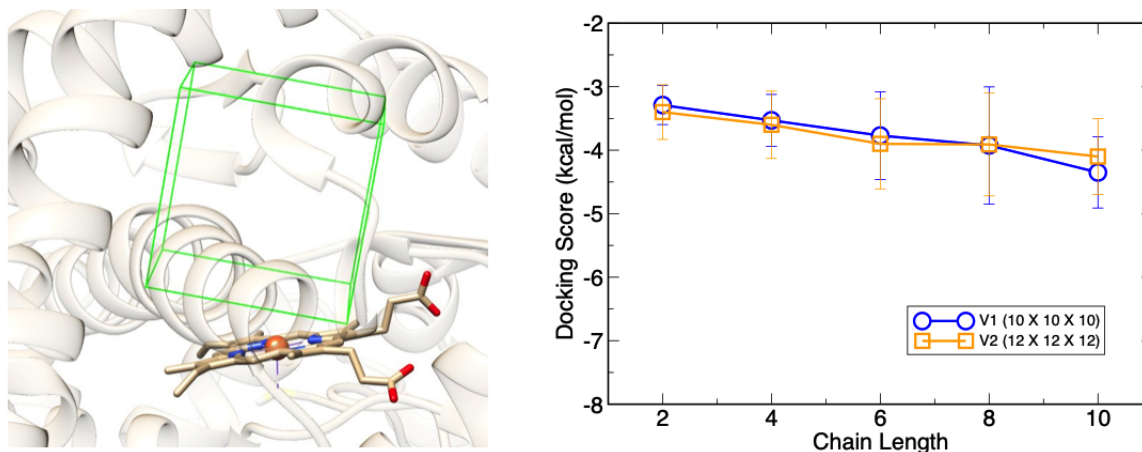 -2
-3
-4
-5
-6
-7
-8
Docking Score (kcal/mol)
V1 (10 X 10 X 10)
V2 (12 X 12 X 12)
2 4 6 8 10
Chain Length